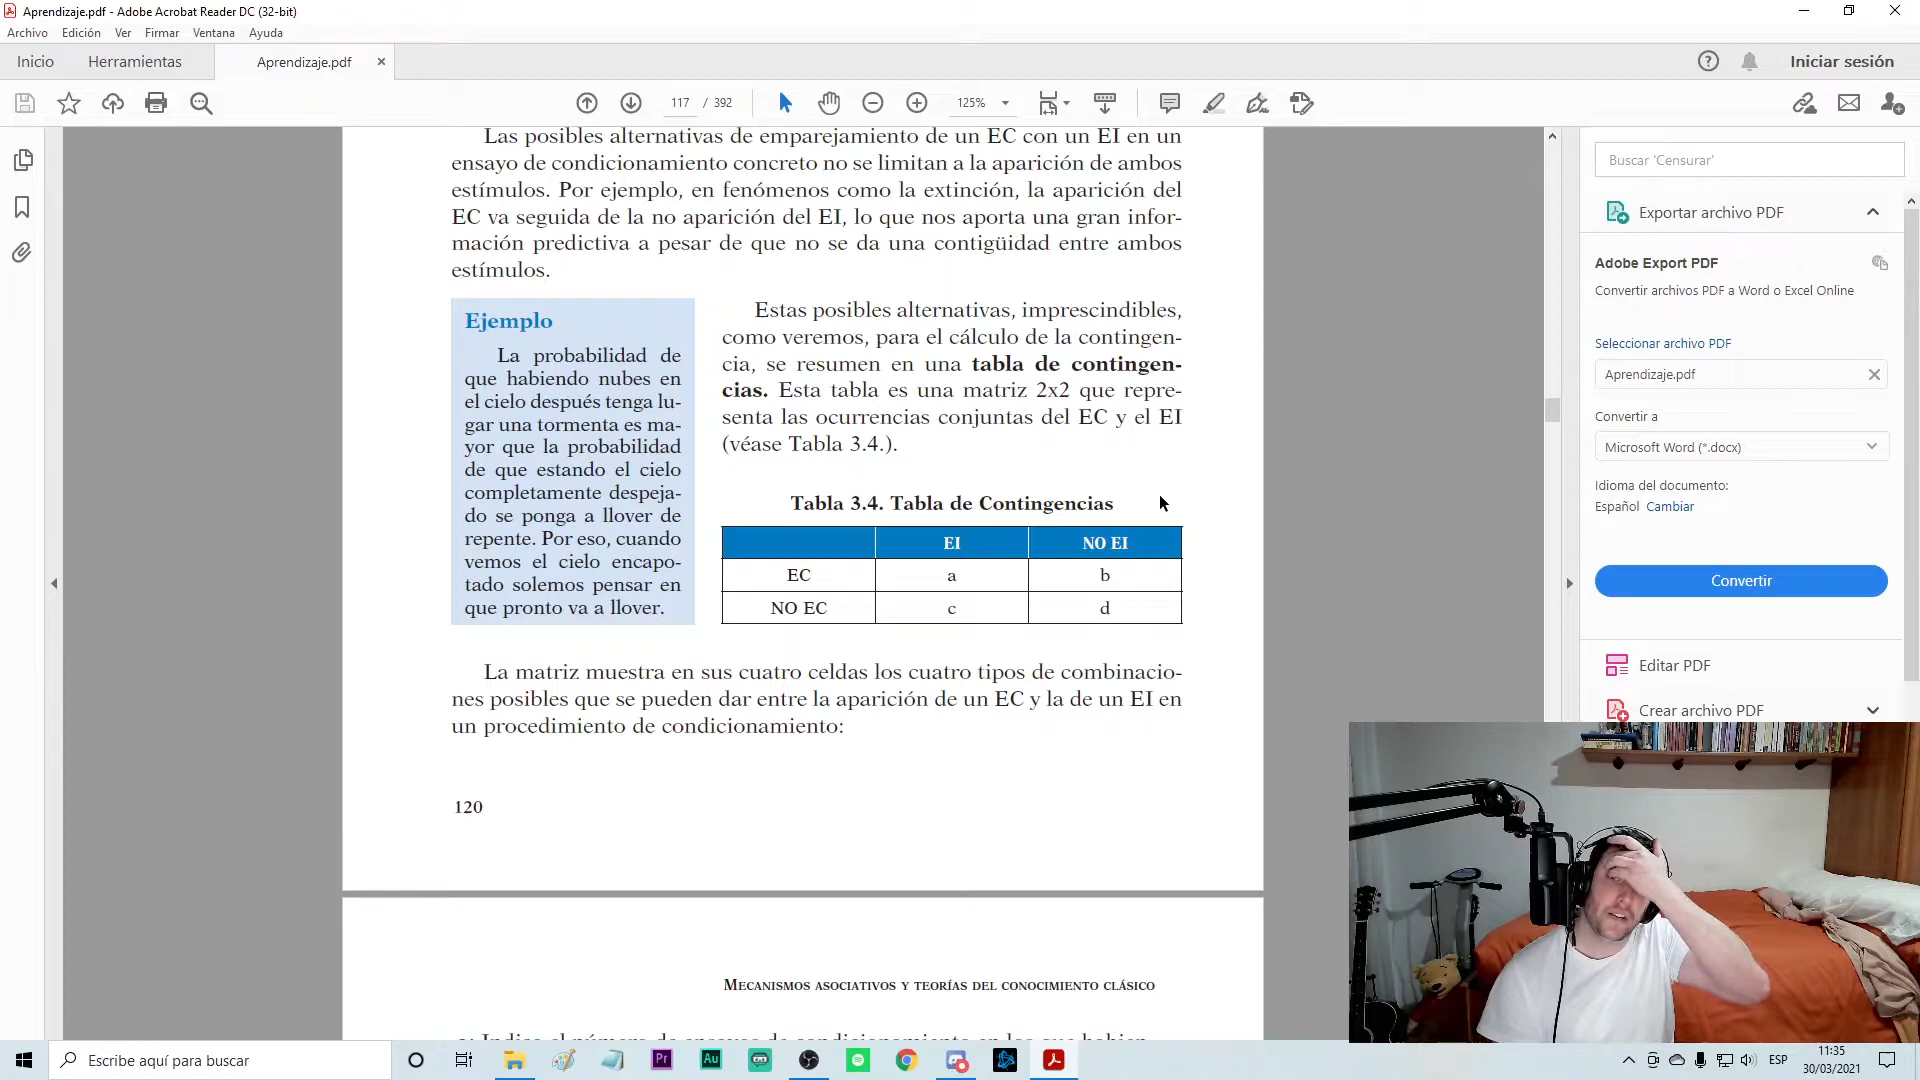 Aprendizaje.pdf - Adobe Acrobat Reader DC (32-bit)
Archivo Edición Ver Firmar Ventana Ayuda
Inicio Herramientas Aprendizaje.pdf × Iniciar sesión
117 / 392 125%
Las posibles alternativas de emparejamiento de un EC con un EI en un
ensayo de condicionamiento concreto no se limitan a la aparición de ambos
estímulos. Por ejemplo, en fenómenos como la extinción, la aparición del
EC va seguida de la no aparición del EI, lo que nos aporta una gran infor-
mación predictiva a pesar de que no se da una contigüidad entre ambos
estímulos.
Ejemplo
La probabilidad de
que habiendo nubes en
el cielo después tenga lu-
gar una tormenta es ma-
yor que la probabilidad
de que estando el cielo
completamente despeja-
do se ponga a llover de
repente. Por eso, cuando
vemos el cielo encapo-
tado solemos pensar en
que pronto va a llover.
Estas posibles alternativas, imprescindibles,
como veremos, para el cálculo de la contingen-
cia, se resumen en una tabla de contingen-
cias. Esta tabla es una matriz 2x2 que repre-
senta las ocurrencias conjuntas del EC y el EI
(véase Tabla 3.4.).
Tabla 3.4. Tabla de Contingencias
EI NO EI
EC a b
NO EC c d
La matriz muestra en sus cuatro celdas los cuatro tipos de combinacio-
nes posibles que se pueden dar entre la aparición de un EC y la de un EI en
un procedimiento de condicionamiento:
120
Mecanismos asociativos y teorías del conocimiento clásico
Buscar 'Censurar'
Exportar archivo PDF
Adobe Export PDF
Convertir archivos PDF a Word o Excel Online
Seleccionar archivo PDF
Aprendizaje.pdf
Convertir a
Microsoft Word (*.docx)
Idioma del documento:
Español Cambiar
Convertir
Editar PDF
Crear archivo PDF
Escribe aquí para buscar
Pr Au
ESP
11:35
30/03/2021